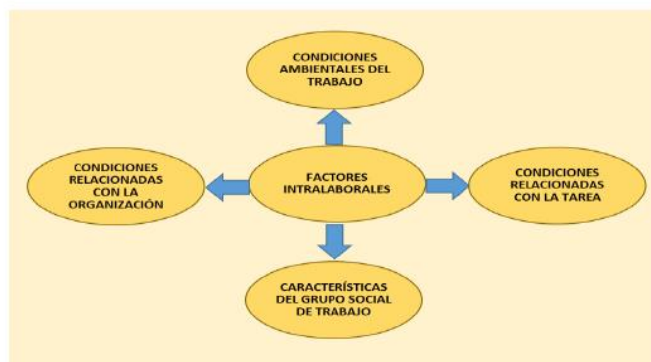 CONDICIONES
AMBIENTALES DEL
TRABAJO
CONDICIONES
RELACIONADAS
CON LA
ORGANIZACIÓN
FACTORES
INTRALABORALES
CONDICIONES
RELACIONADAS
CON LA TAREA
CARACTERÍSTICAS
DEL GRUPO SOCIAL
DE TRABAJO